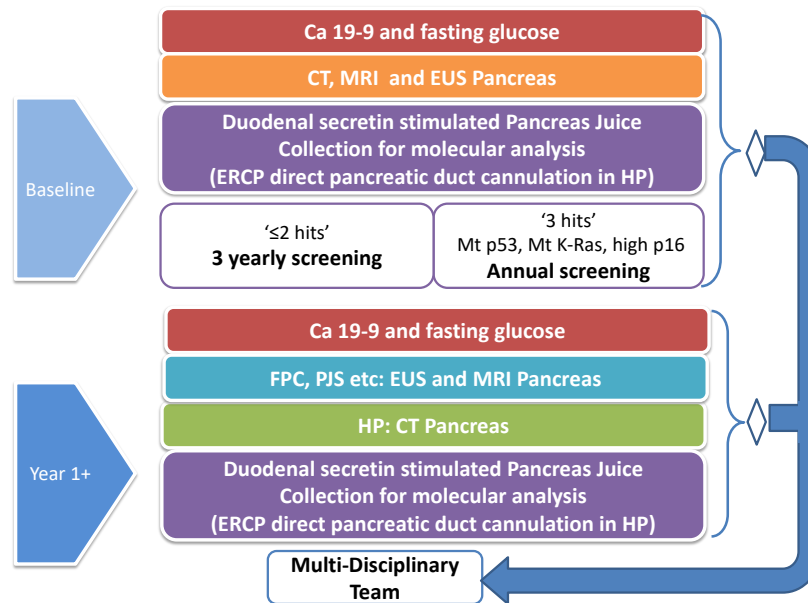 Ca 19-9 and fasting glucose
CT, MRI and EUS Pancreas
Baseline
Duodenal secretin stimulated Pancreas Juice
Collection for molecular analysis
(ERCP direct pancreatic duct cannulation in HP)
‘≤2 hits’
3 yearly screening
‘3 hits’
Mt p53, Mt K-Ras, high p16
Annual screening
Ca 19-9 and fasting glucose
FPC, PJS etc: EUS and MRI Pancreas
HP: CT Pancreas
Year 1+
Duodenal secretin stimulated Pancreas Juice
Collection for molecular analysis
(ERCP direct pancreatic duct cannulation in HP)
Multi-Disciplinary
Team